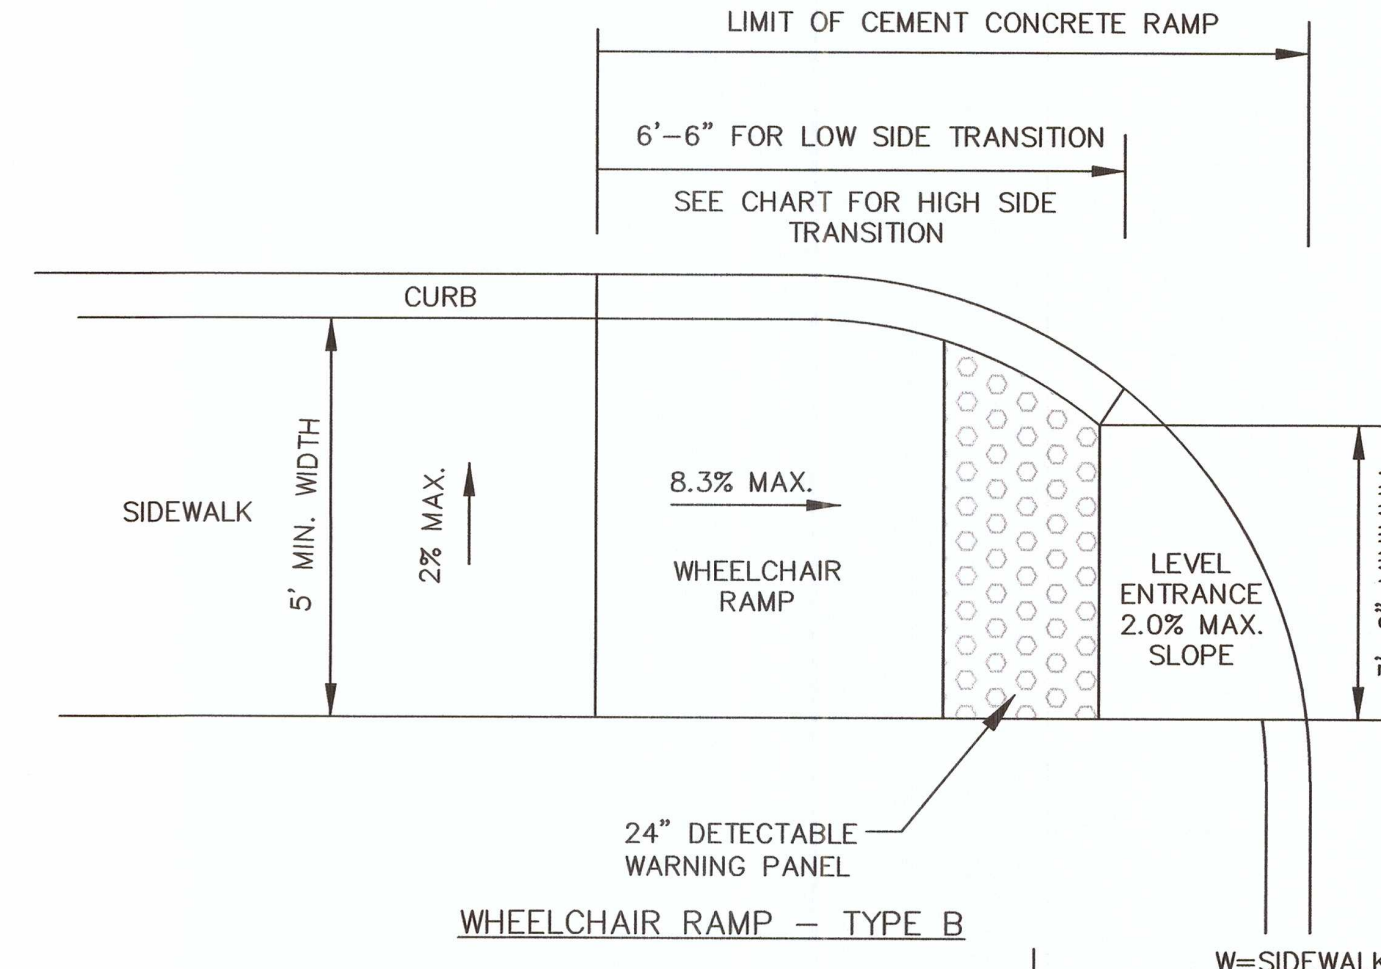 LIMIT OF CEMENT CONCRETE RAMP
6'-6" FOR LOW SIDE TRANSITION
SEE CHART FOR HIGH SIDE
TRANSITION
CURB
5' MIN. WIDTH
SIDEWALK
2% MAX.
8.3% MAX.
WHEELCHAIR
RAMP
LEVEL
ENTRANCE
2.0% MAX.
SLOPE
24" DETECTABLE
WARNING PANEL
WHEELCHAIR RAMP – TYPE B
W=SIDEWALK